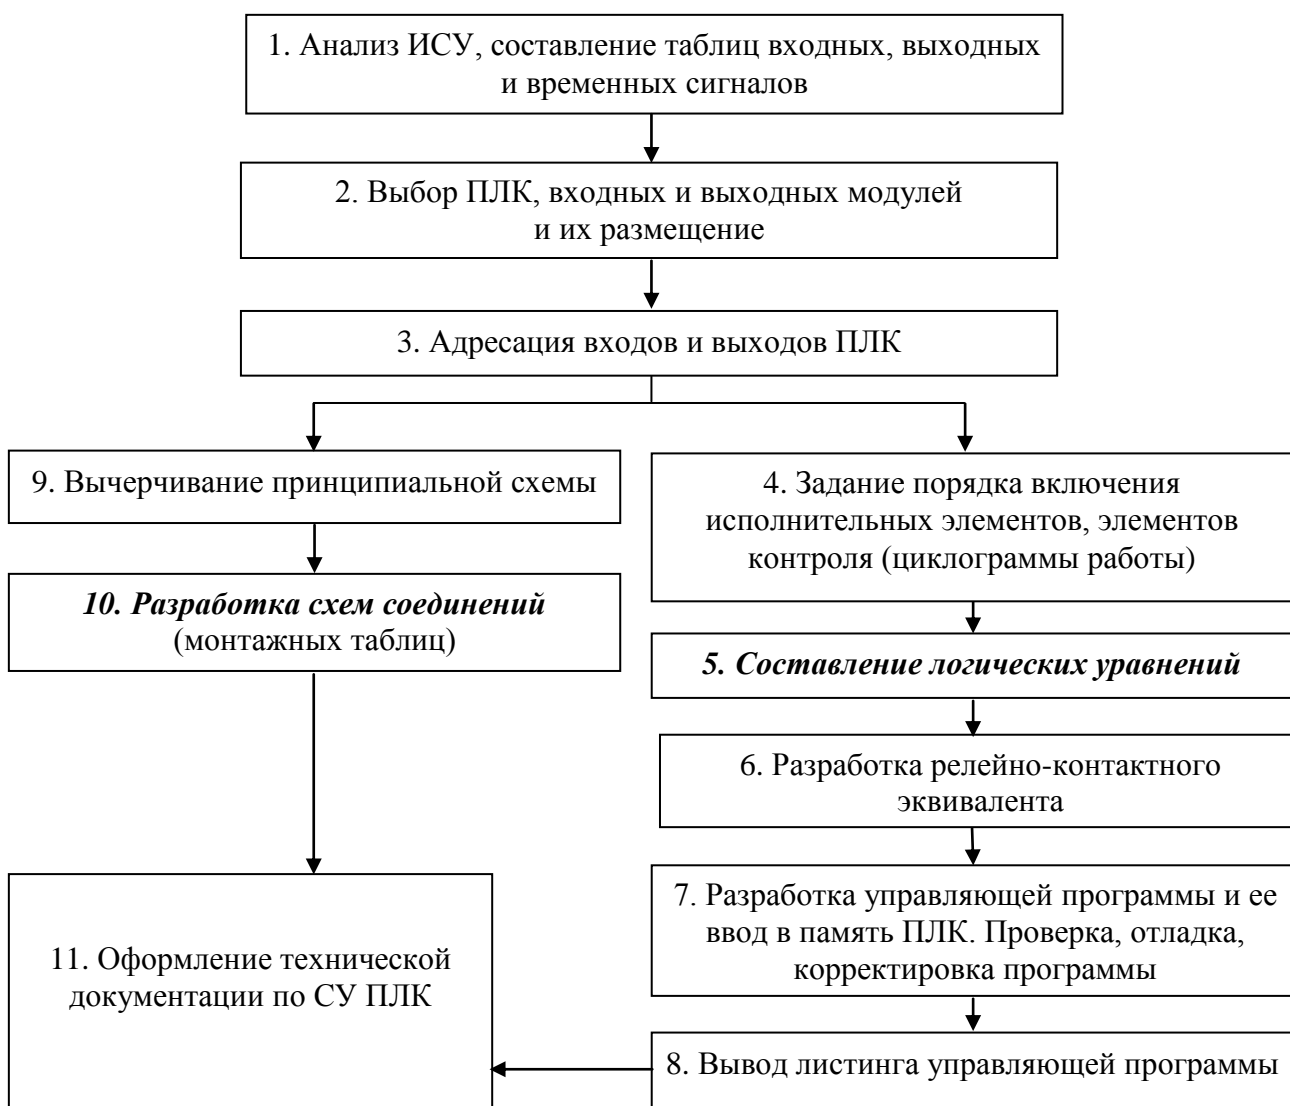 1. Анализ ИСУ, составление таблиц входных, выходных
и временных сигналов
2. Выбор ПЛК, входных и выходных модулей
и их размещение
3. Адресация входов и выходов ПЛК
9. Вычерчивание принципиальной схемы
10. Разработка схем соединений
(монтажных таблиц)
4. Задание порядка включения
исполнительных элементов, элементов
контроля (циклограммы работы)
5. Составление логических уравнений
6. Разработка релейно-контактного
эквивалента
7. Разработка управляющей программы и ее
ввод в память ПЛК. Проверка, отладка,
корректировка программы
8. Вывод листинга управляющей программы
11. Оформление технической
документации по СУ ПЛК